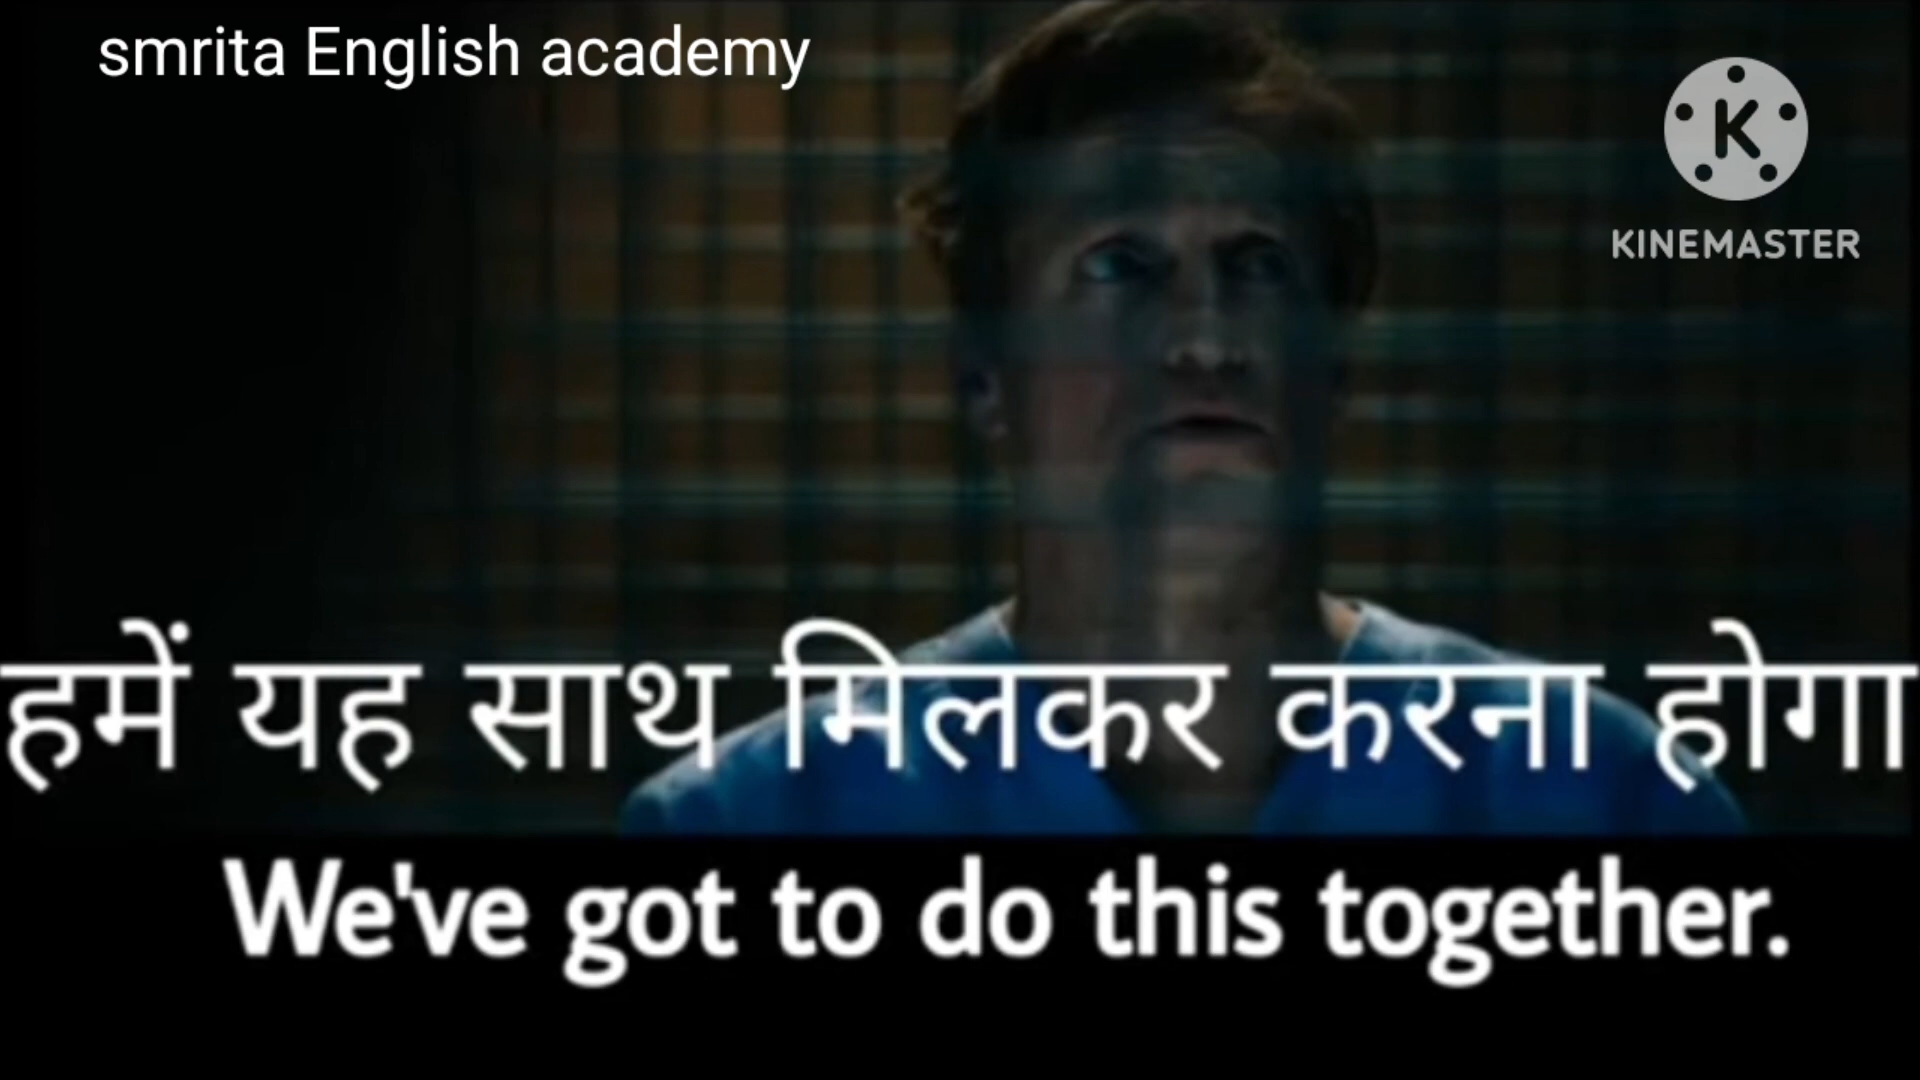 smrita English academy
K
KINEMASTER
हमें यह साथ मिलकर करना होगा
We've got to do this together.